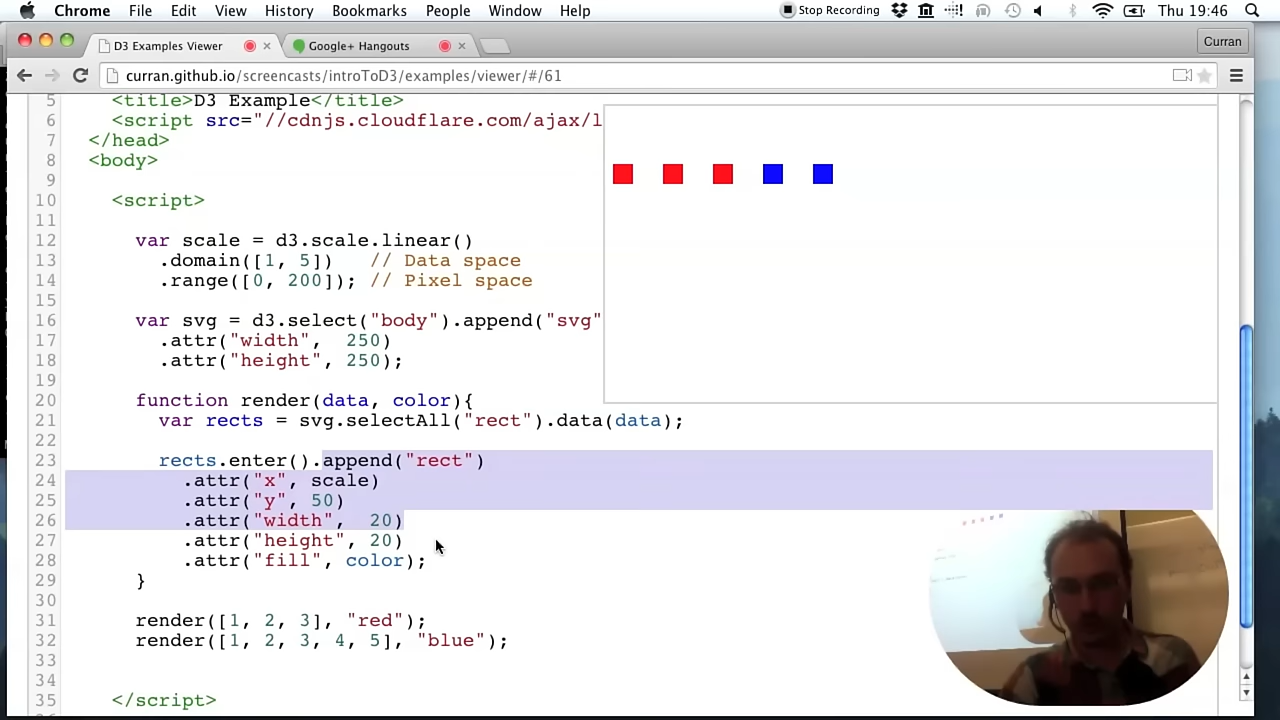 Chrome File Edit View History Bookmarks People Window Help Stop Recording Thu 19:46
D3 Examples Viewer Google+ Hangouts Curran
curran.github.io/screencasts/introToD3/examples/viewer/#/61
5 <title>D3 Example</title>
6 <script src="//cdnjs.cloudflare.com/ajax/l
7 </head>
8 <body>
9
10 <script>
11
12 var scale = d3.scale.linear()
13 .domain([1, 5]) // Data space
14 .range([0, 200]); // Pixel space
15
16 var svg = d3.select("body").append("svg"
17 .attr("width", 250)
18 .attr("height", 250);
19
20 function render(data, color){
21 var rects = svg.selectAll("rect").data(data);
22
23 rects.enter().append("rect")
24 .attr("x", scale)
25 .attr("y", 50)
26 .attr("width", 20)
27 .attr("height", 20)
28 .attr("fill", color);
29 }
30
31 render([1, 2, 3], "red");
32 render([1, 2, 3, 4, 5], "blue");
33
34
35 </script>